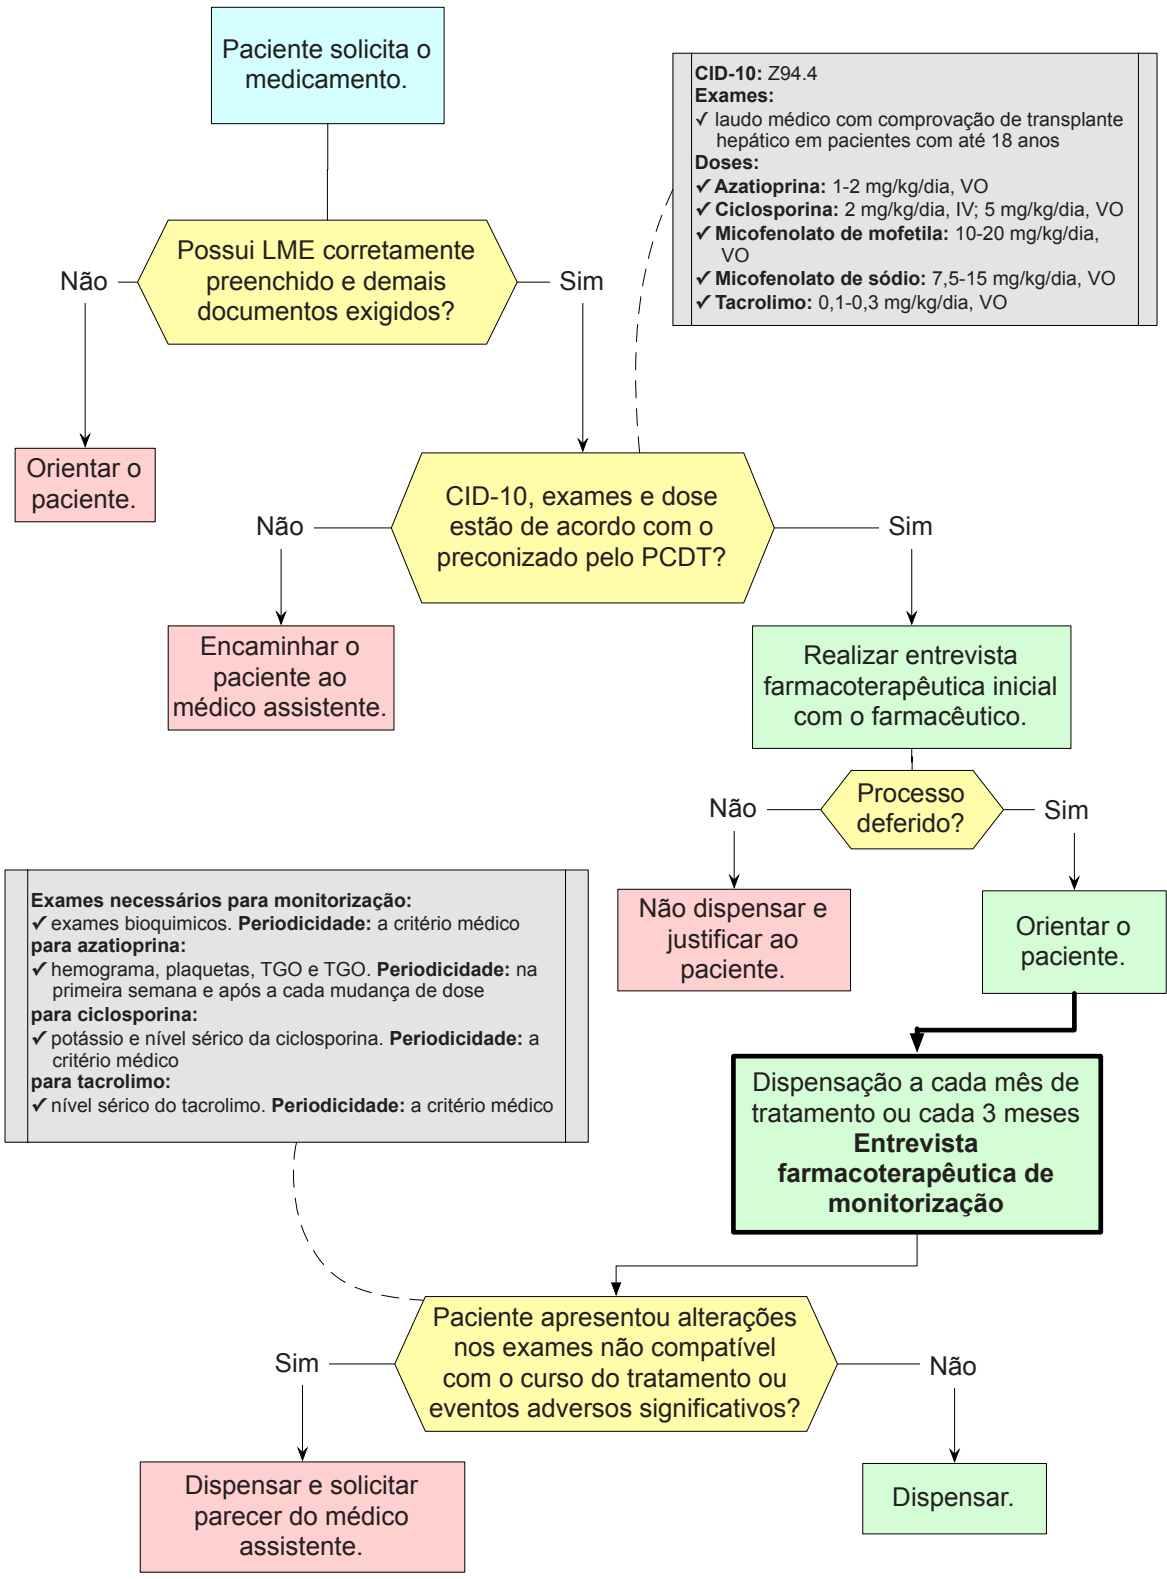 Paciente solicita o
medicamento.
CID-10: Z94.4
Exames:
✓ laudo médico com comprovação de transplante
hepático em pacientes com até 18 anos
Doses:
✓ Azatioprina: 1-2 mg/kg/dia, VO
✓ Ciclosporina: 2 mg/kg/dia, IV; 5 mg/kg/dia, VO
✓ Micofenolato de mofetila: 10-20 mg/kg/dia,
VO
✓ Micofenolato de sódio: 7,5-15 mg/kg/dia, VO
✓ Tacrolimo: 0,1-0,3 mg/kg/dia, VO
Possui LME corretamente
preenchido e demais
documentos exigidos?
Não
Sim
Orientar o
paciente.
CID-10, exames e dose
estão de acordo com o
preconizado pelo PCDT?
Não
Sim
Encaminhar o
paciente ao
médico assistente.
Realizar entrevista
farmacoterapêutica inicial
com o farmacêutico.
Processo
deferido?
Não
Sim
Não dispensar e
justificar ao
paciente.
Orientar o
paciente.
Exames necessários para monitorização:
✓ exames bioquimicos. Periodicidade: a critério médico
para azatioprina:
✓ hemograma, plaquetas, TGO e TGO. Periodicidade: na
primeira semana e após a cada mudança de dose
para ciclosporina:
✓ potássio e nível sérico da ciclosporina. Periodicidade: a
critério médico
para tacrolimo:
✓ nível sérico do tacrolimo. Periodicidade: a critério médico
Dispensação a cada mês de
tratamento ou cada 3 meses
Entrevista
farmacoterapêutica de
monitorização
Paciente apresentou alterações
nos exames não compatível
com o curso do tratamento ou
eventos adversos significativos?
Sim
Não
Dispensar e solicitar
parecer do médico
assistente.
Dispensar.